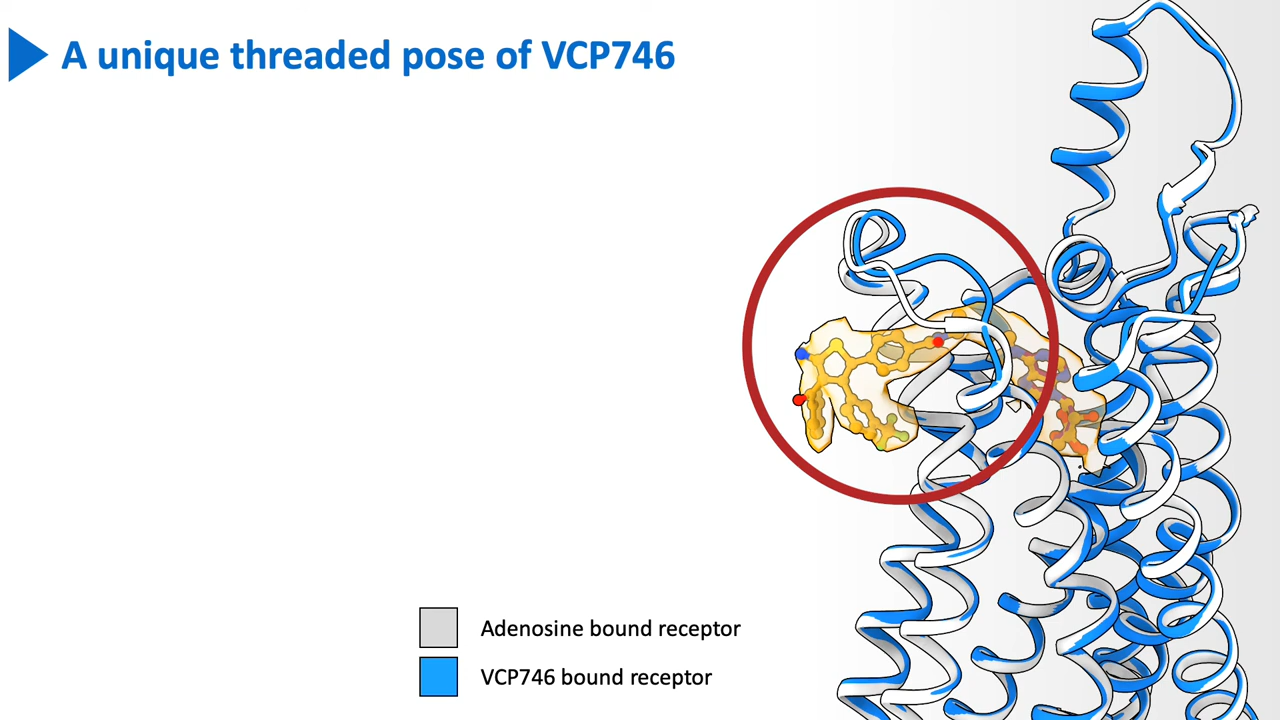 A unique threaded pose of VCP746
Adenosine bound receptor
VCP746 bound receptor